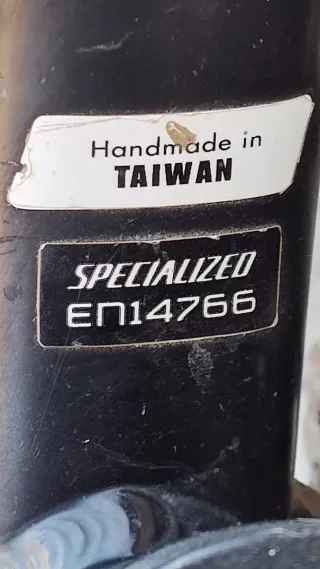 Handmade in
TAIWAN
SPECIALIZED
EN14766